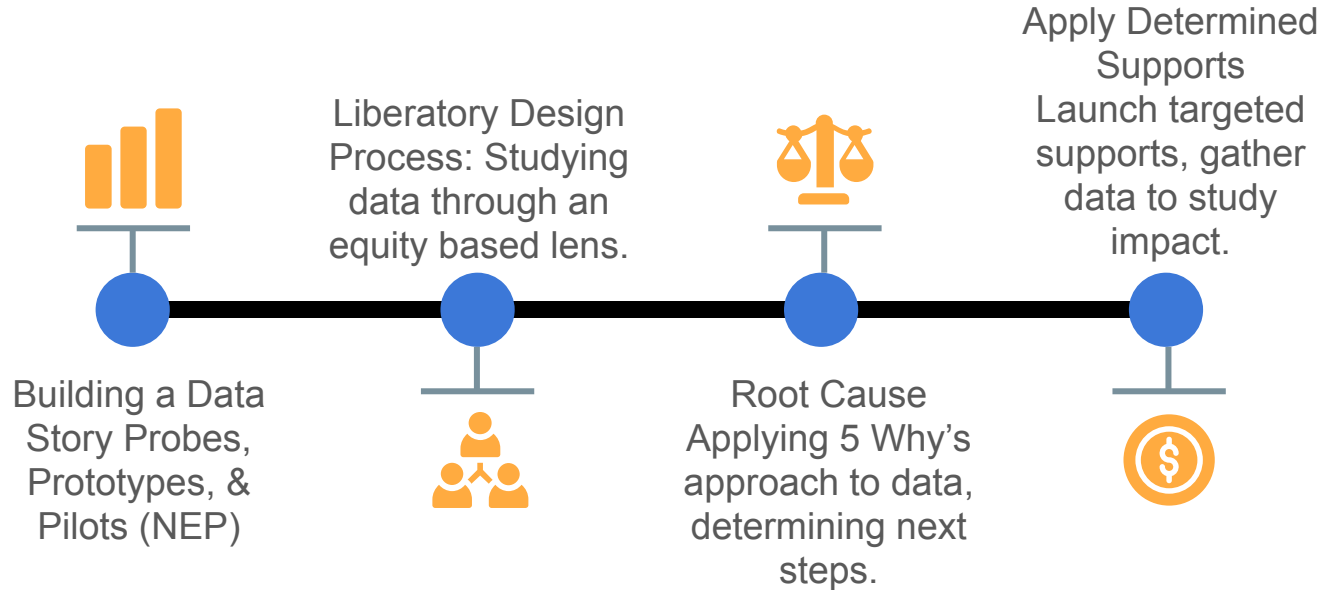 Building a Data
Story Probes,
Prototypes, &
Pilots (NEP)
Liberatory Design
Process: Studying
data through an
equity based lens.
Root Cause
Applying 5 Why’s
approach to data,
determining next
steps.
Apply Determined
Supports
Launch targeted
supports, gather
data to study
impact.
$